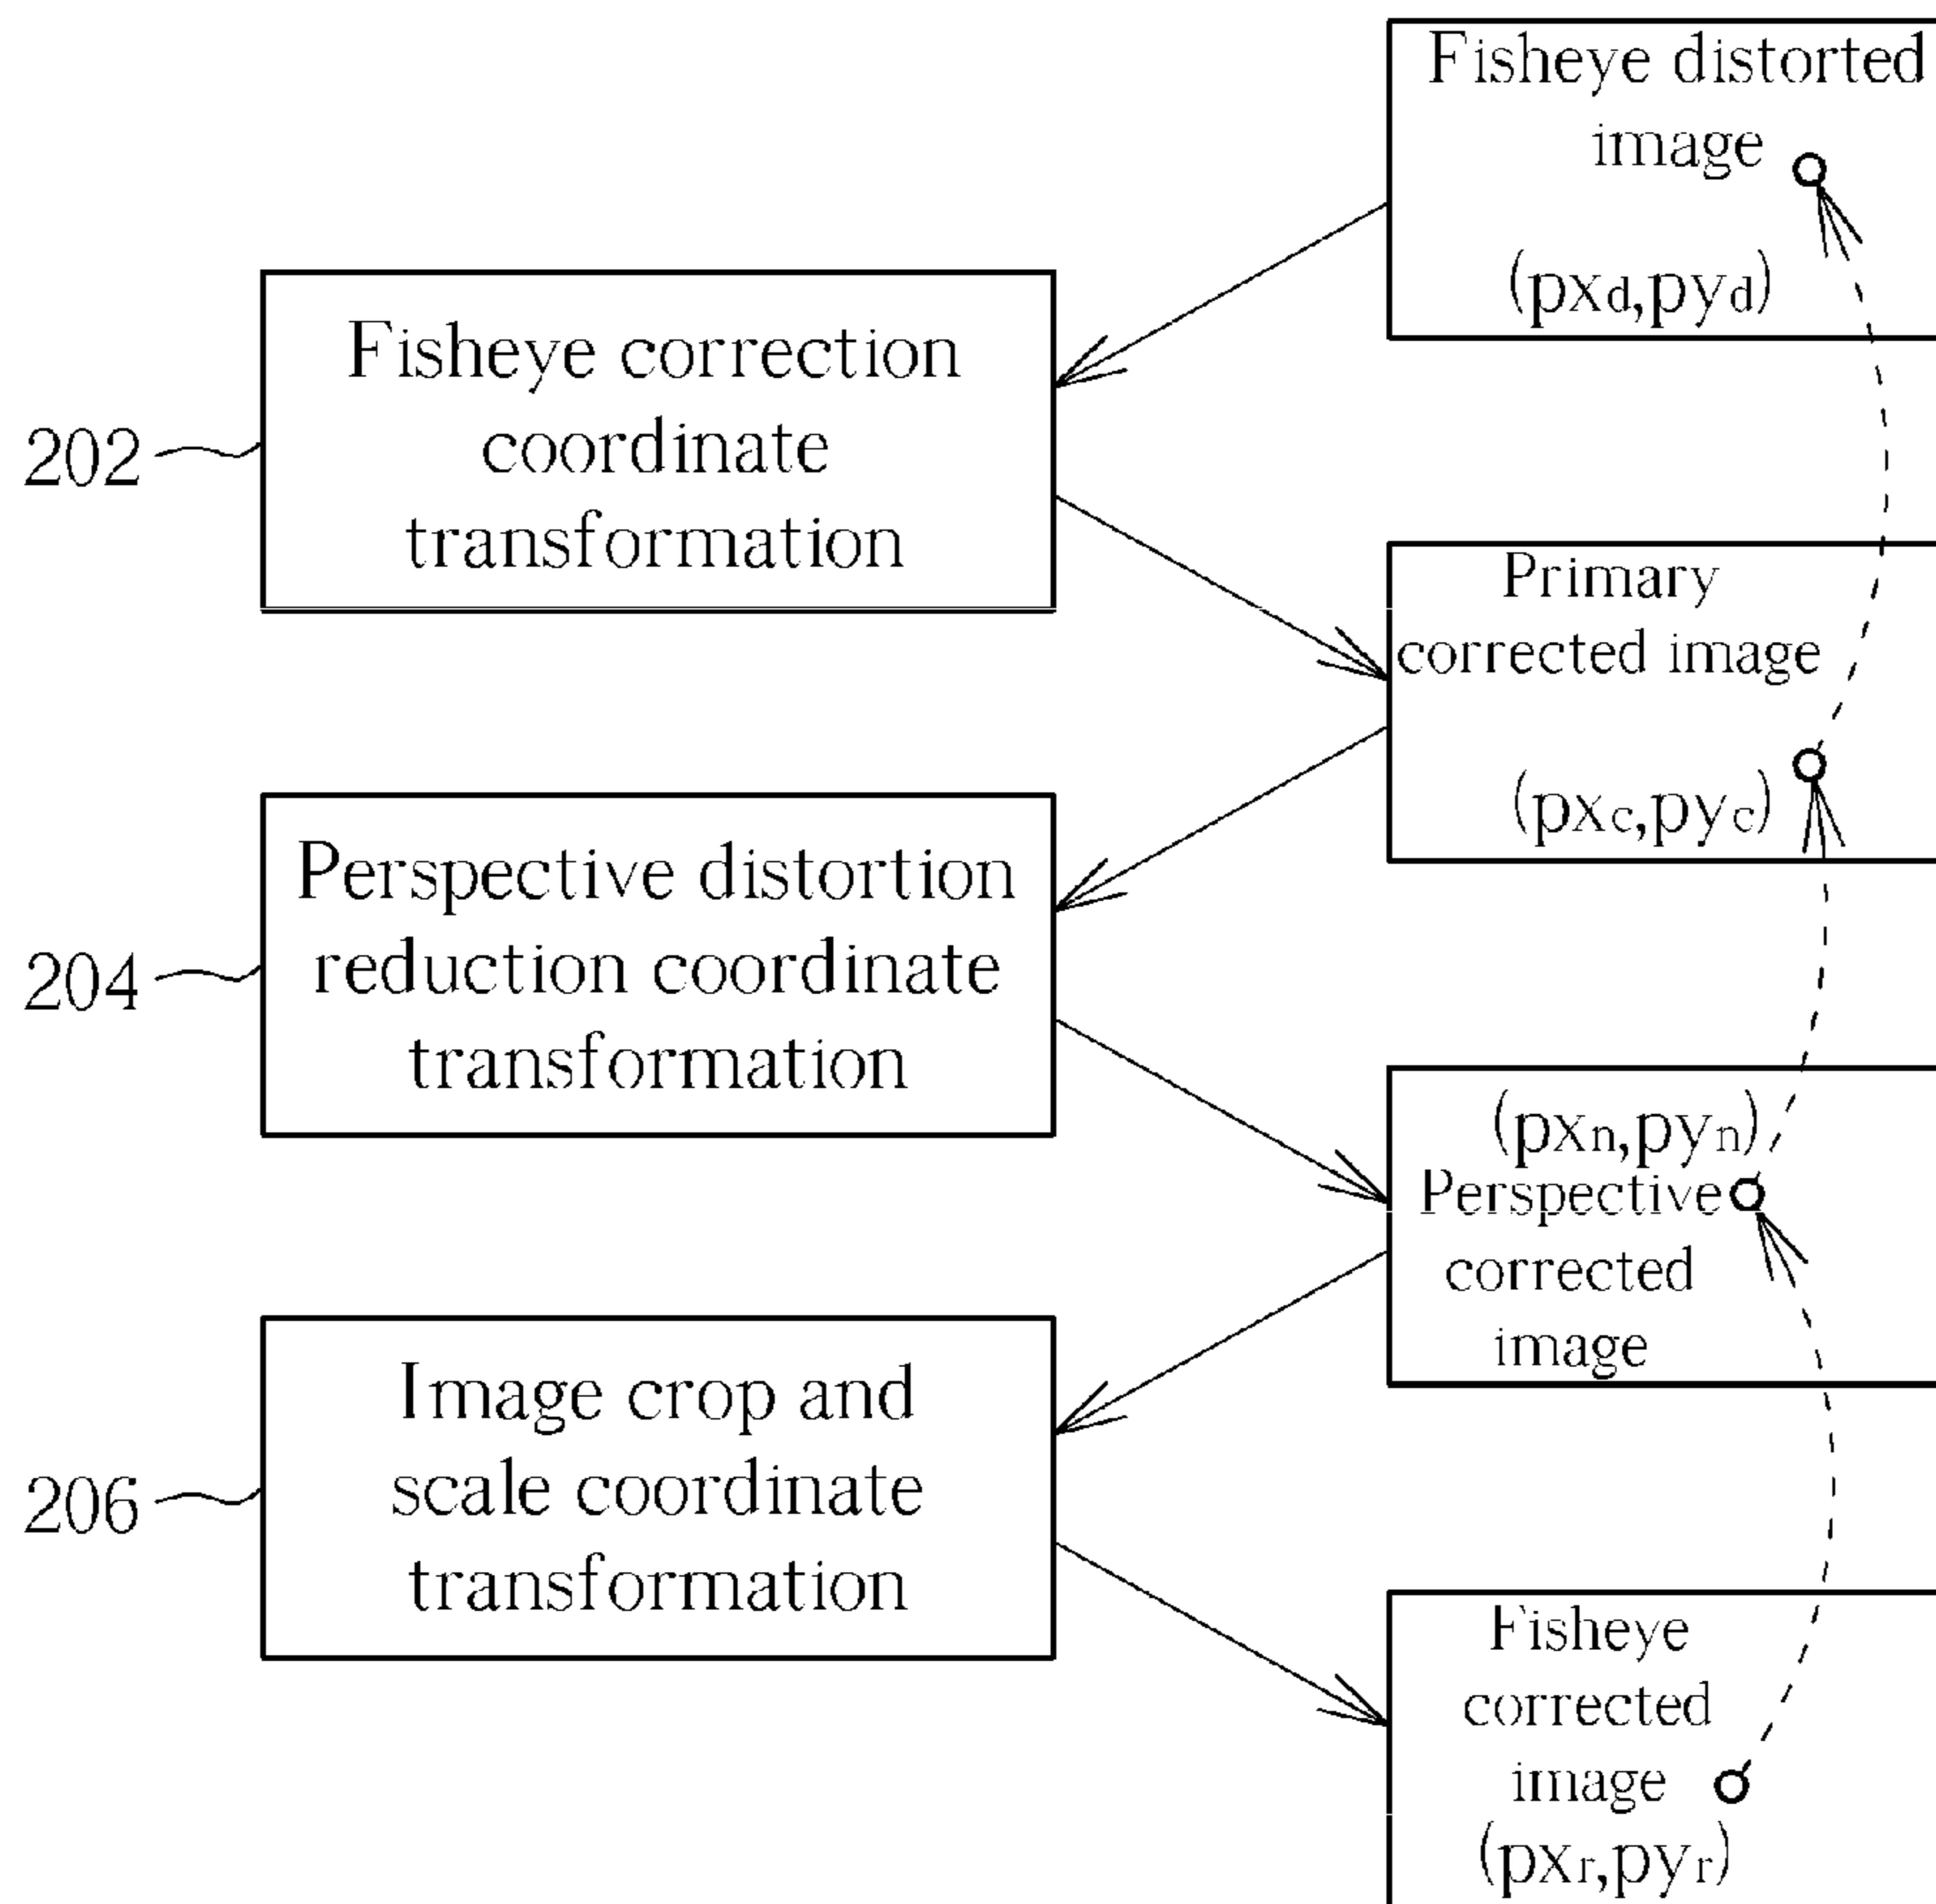 Fisheye distorted
image
(pxd,pyd)
202
Fisheye correction
coordinate
transformation
Primary
corrected image
(pxc,pyc)
204
Perspective distortion
reduction coordinate
transformation
(pxn,pyn)
Perspective
corrected
image
206
Image crop and
scale coordinate
transformation
Fisheye
corrected
image
(pxr,pyr)